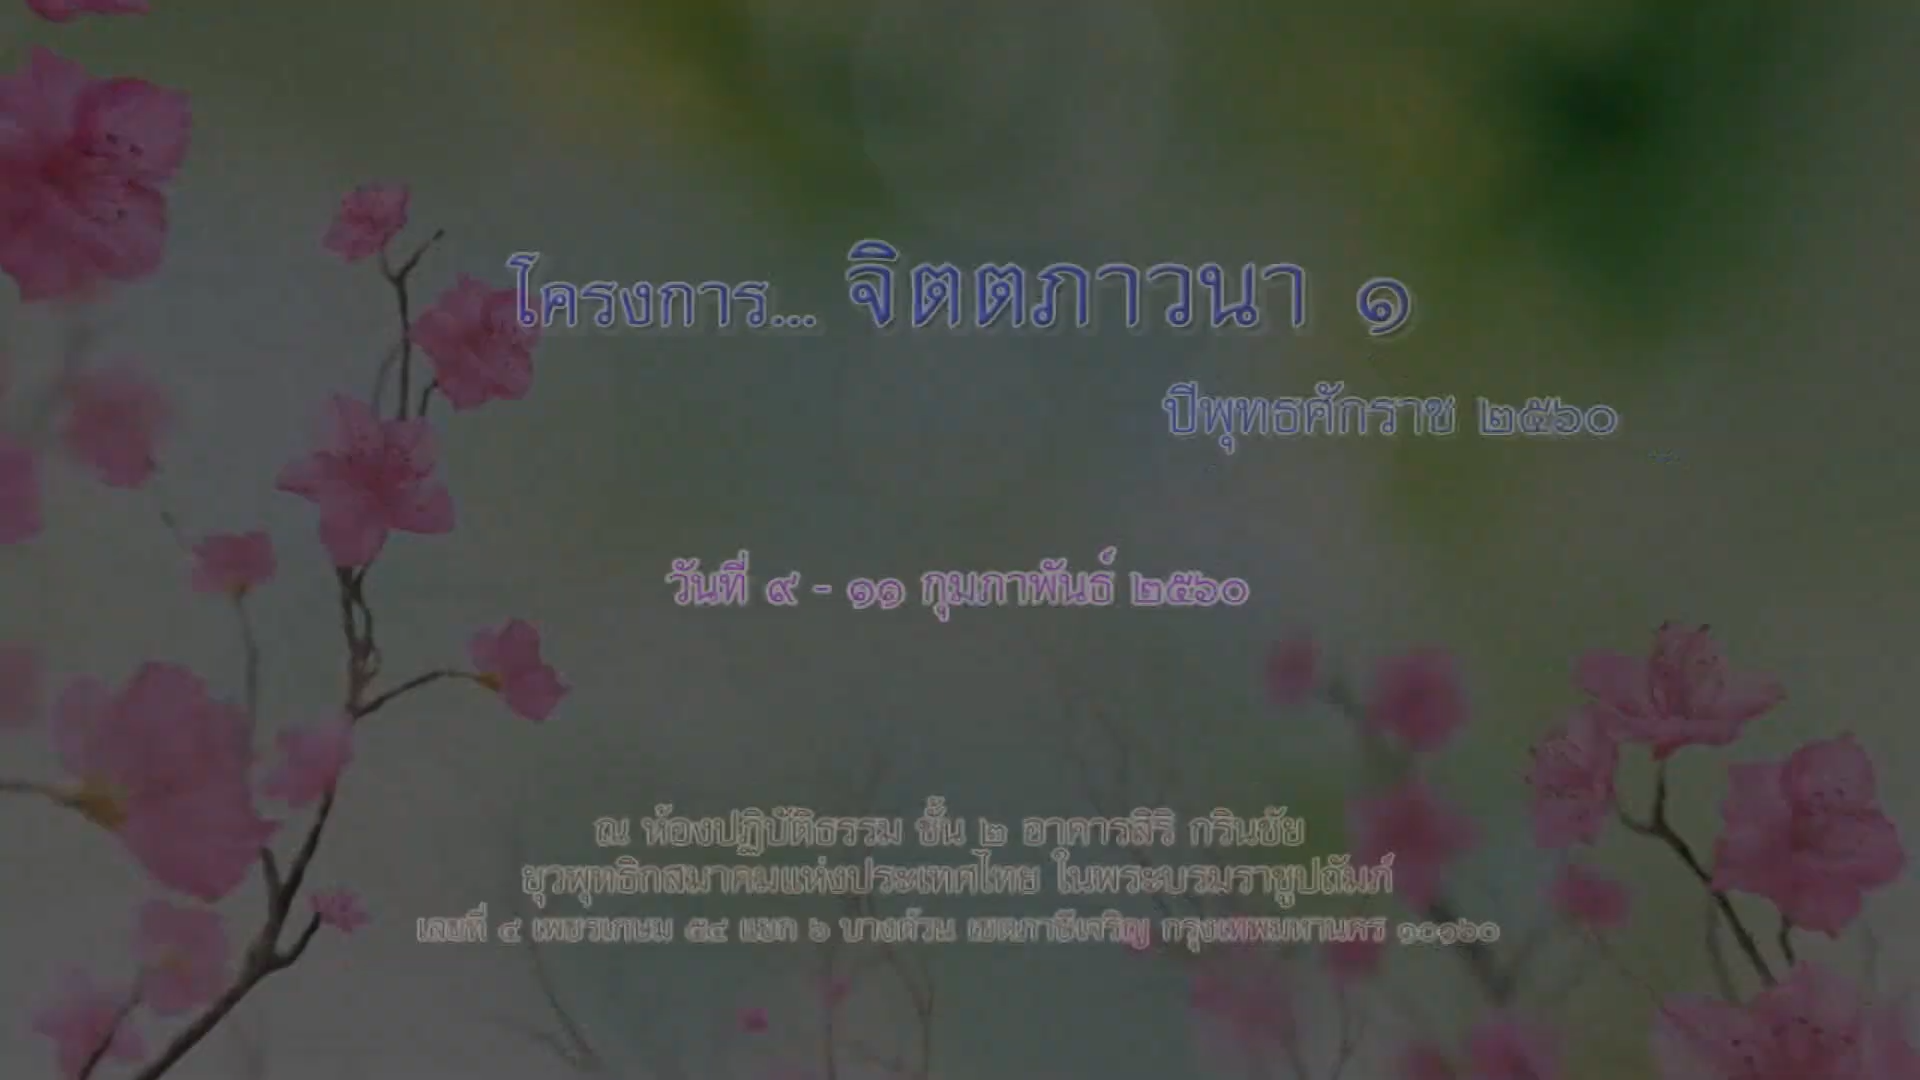 โครงการ... จิตตภาวนา ๑
ปีพุทธศักราช ๒๕๖๐
วันที่ ๙ - ๑๑ กุมภาพันธ์ ๒๕๖๐
ณ ห้องปฏิบัติธรรม ชั้น ๒ อาคารสิริ กรินชัย
ยุวพุทธิกสมาคมแห่งประเทศไทย ในพระบรมราชูปถัมภ์
เลขที่ ๔ เพชรเกษม ๕๔ แยก ๖ บางด้วน เขตภาษีเจริญ กรุงเทพมหานคร ๑๐๑๖๐